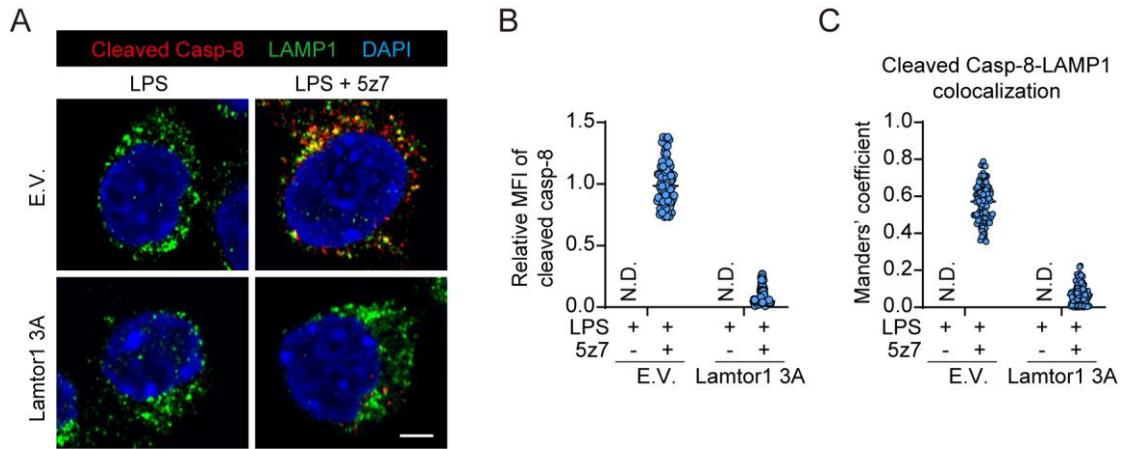 A
Cleaved Casp-8 LAMP1 DAPI
LPS LPS + 5z7
E.V.
Lamtor1 3A
B
Relative MFI of
cleaved casp-8
1.5
1.0
0.5
0.0
N.D. N.D.
LPS + + + +
5z7 - + - +
E.V. Lamtor1 3A
C
Cleaved Casp-8-LAMP1
colocalization
Manders' coefficient
1.0
0.8
0.6
0.4
0.2
0.0
N.D. N.D.
LPS + + + +
5z7 - + - +
E.V. Lamtor1 3A